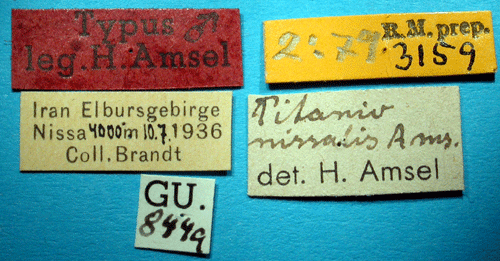 Typus ♂
leg. H. Amsel
2:79 R.M. prep.
3159
Iran Elbursgebirge
Nissa 4000m 10.7.1936
Coll. Brandt
Titanio
nissalis Ams.
det. H. Amsel
GU.
8449